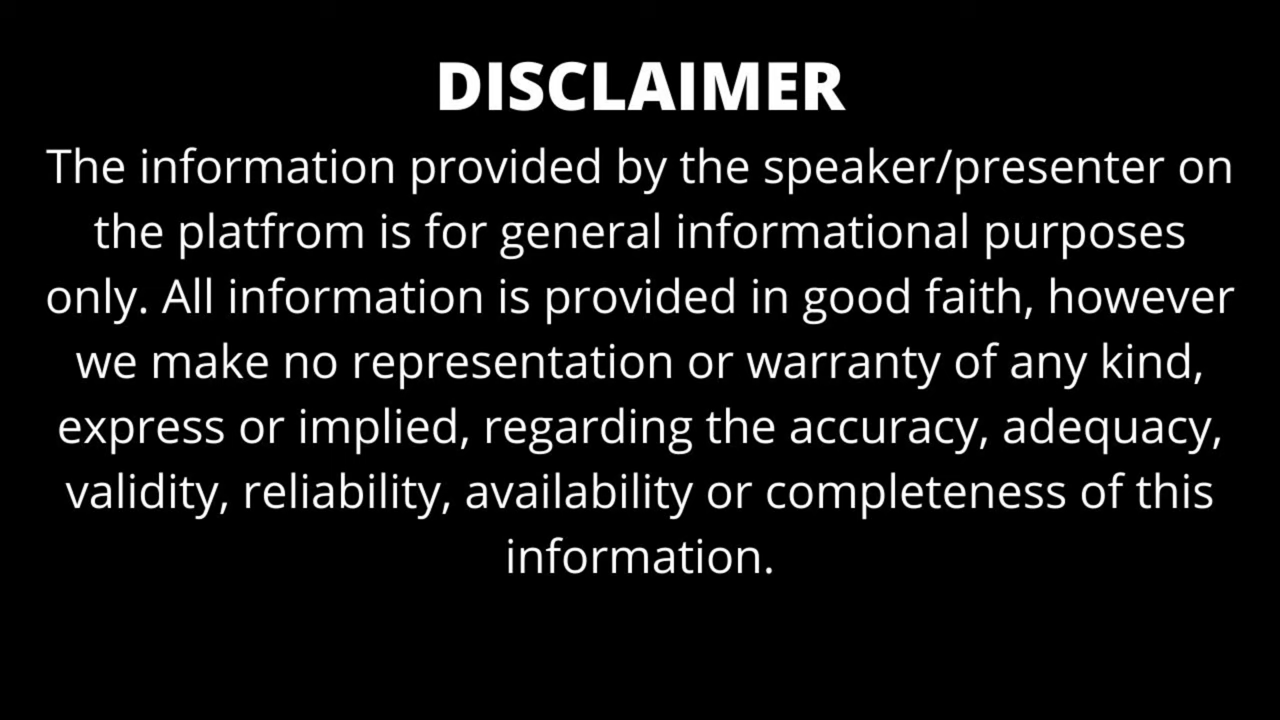 DISCLAIMER
The information provided by the speaker/presenter on
the platfrom is for general informational purposes
only. All information is provided in good faith, however
we make no representation or warranty of any kind,
express or implied, regarding the accuracy, adequacy,
validity, reliability, availability or completeness of this
information.